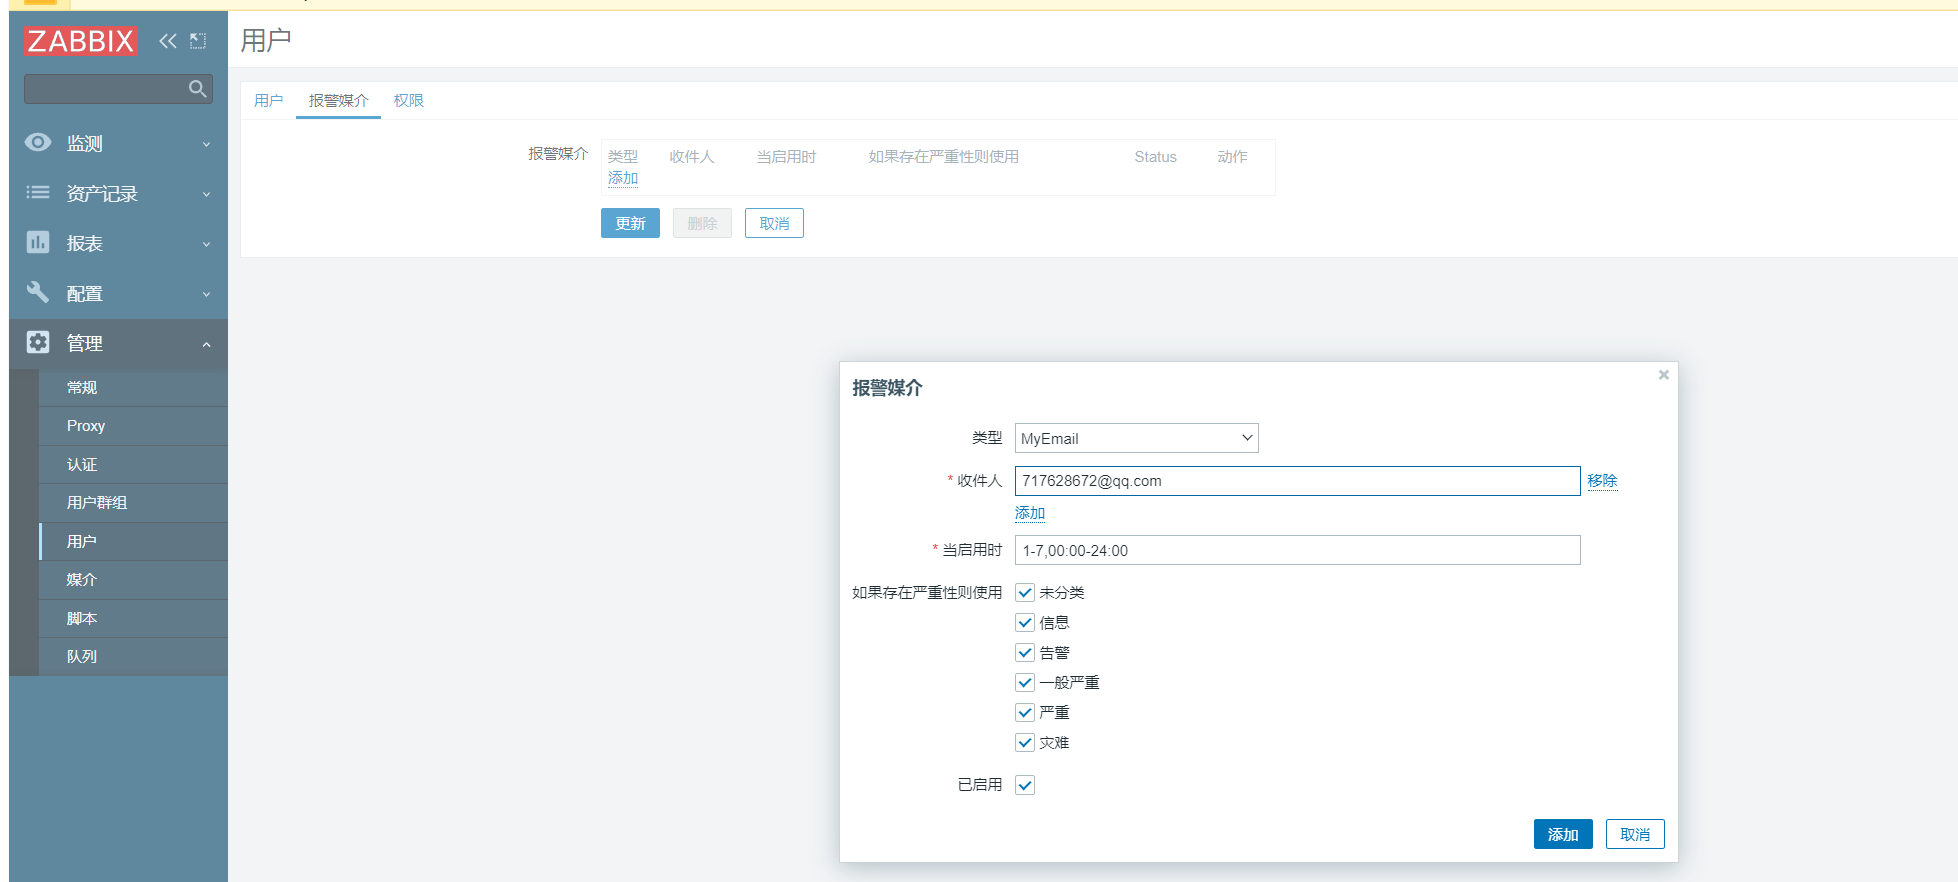 ZABBIX
用户
用户 报警媒介 权限
监测
资产记录
报表
配置
管理
常规
Proxy
认证
用户群组
用户
媒介
脚本
队列
报警媒介 类型 收件人 当启用时 如果存在严重性则使用 Status 动作
添加
更新 删除 取消
报警媒介
类型 MyEmail
* 收件人 717628672@qq.com 移除
添加
* 当启用时 1-7,00:00-24:00
如果存在严重性则使用 未分类
信息
告警
一般严重
严重
灾难
已启用
添加 取消